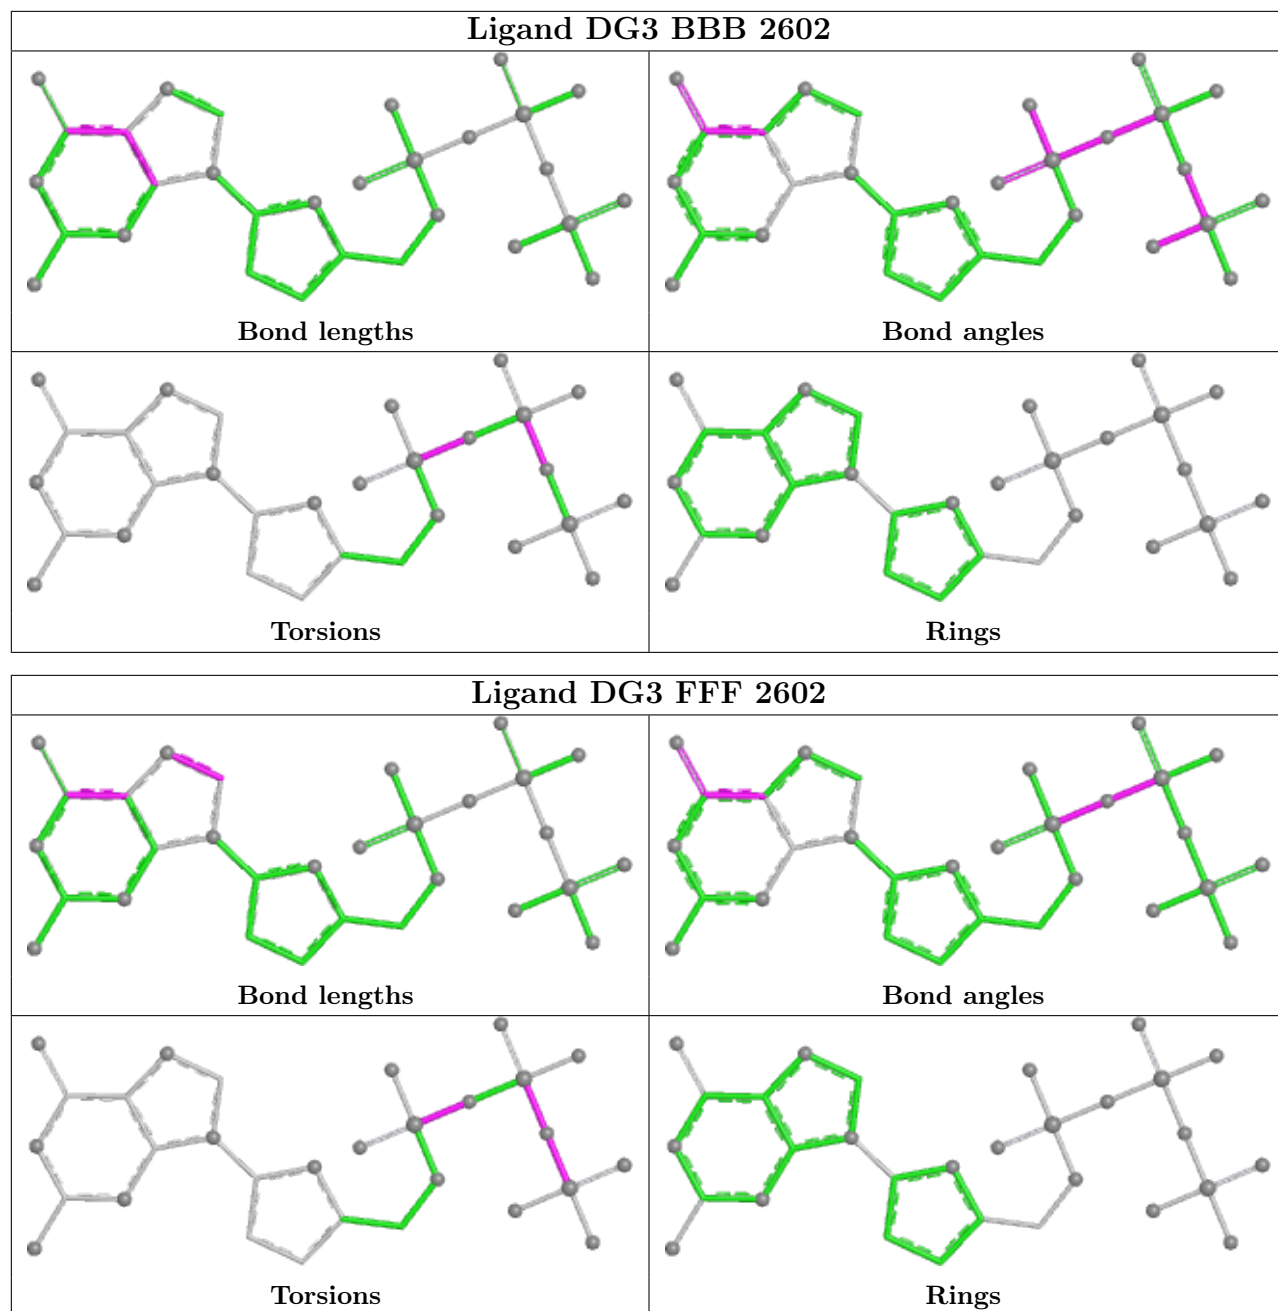 Ligand DG3 BBB 2602
Bond lengths
Bond angles
Torsions
Rings
Ligand DG3 FFF 2602
Bond lengths
Bond angles
Torsions
Rings